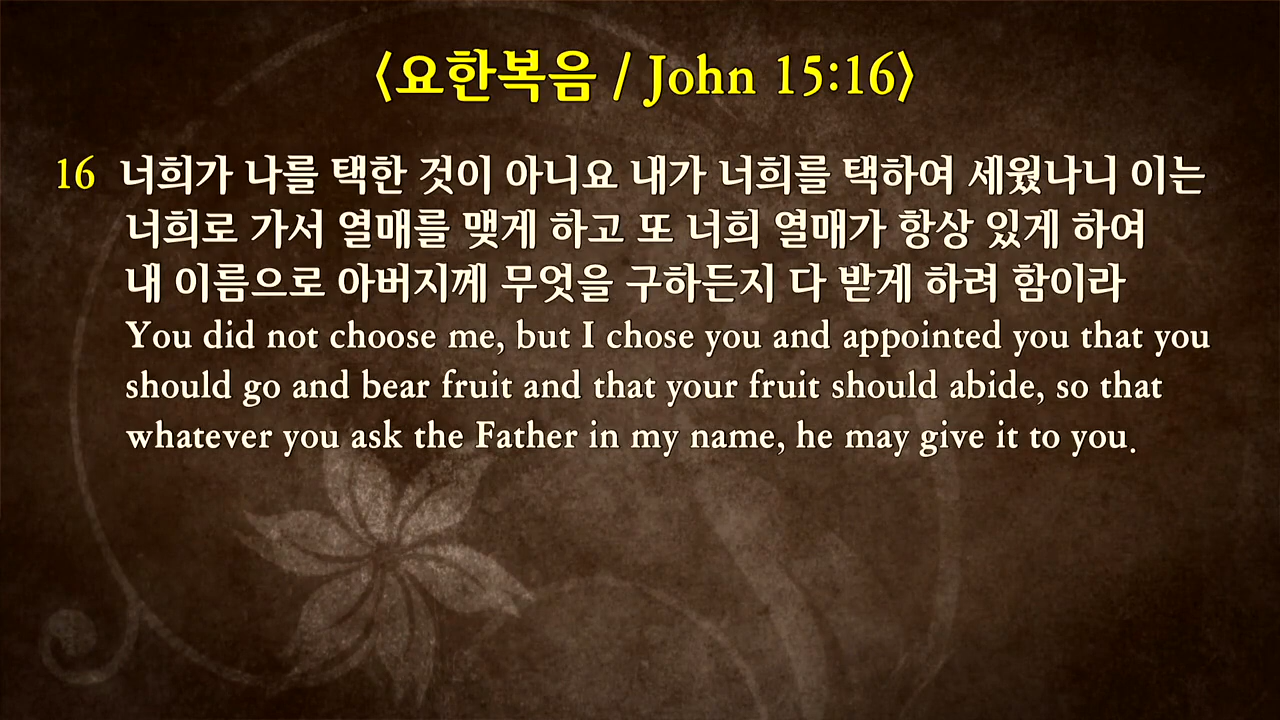 〈요한복음 / John 15:16〉
16 너희가 나를 택한 것이 아니요 내가 너희를 택하여 세웠나니 이는
너희로 가서 열매를 맺게 하고 또 너희 열매가 항상 있게 하여
내 이름으로 아버지께 무엇을 구하든지 다 받게 하려 함이라
You did not choose me, but I chose you and appointed you that you
should go and bear fruit and that your fruit should abide, so that
whatever you ask the Father in my name, he may give it to you.